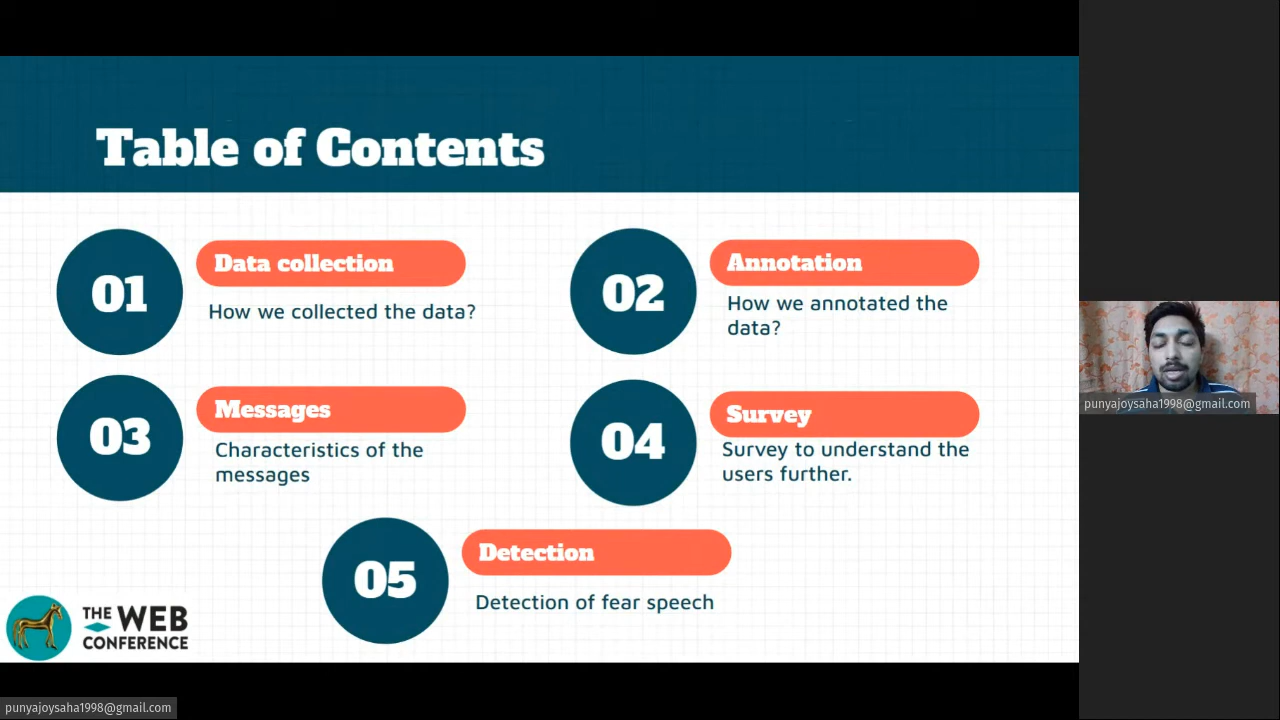 Table of Contents
01
Data collection
How we collected the data?
02
Annotation
How we annotated the
data?
03
Messages
Characteristics of the
messages
04
Survey
Survey to understand the
users further.
05
Detection
Detection of fear speech
THE WEB
CONFERENCE
punyajoysaha1998@gmail.com
punyajoysaha1998@gmail.com